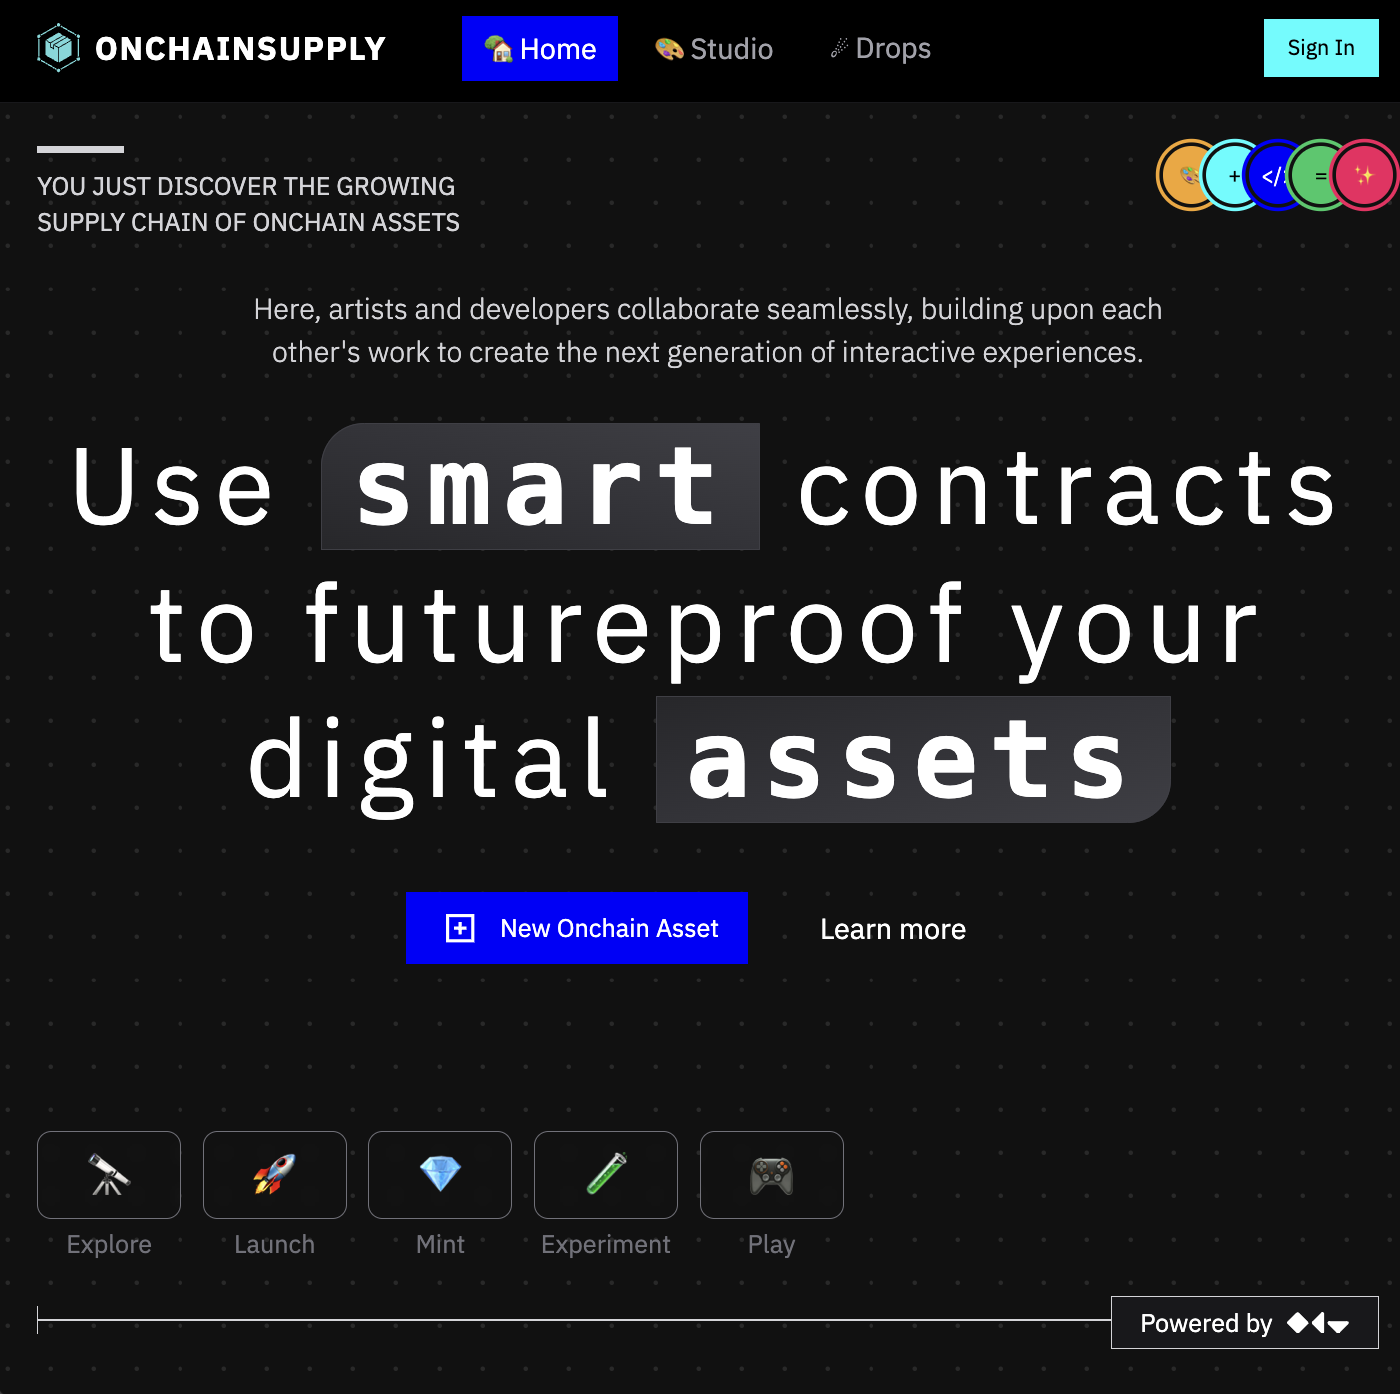 ONCHAINSUPPLY
Home
Studio
Drops
Sign In
YOU JUST DISCOVER THE GROWING
SUPPLY CHAIN OF ONCHAIN ASSETS
+
</
=
Here, artists and developers collaborate seamlessly, building upon each
other's work to create the next generation of interactive experiences.
Use smart contracts
to futureproof your
digital assets
New Onchain Asset
Learn more
Explore
Launch
Mint
Experiment
Play
Powered by